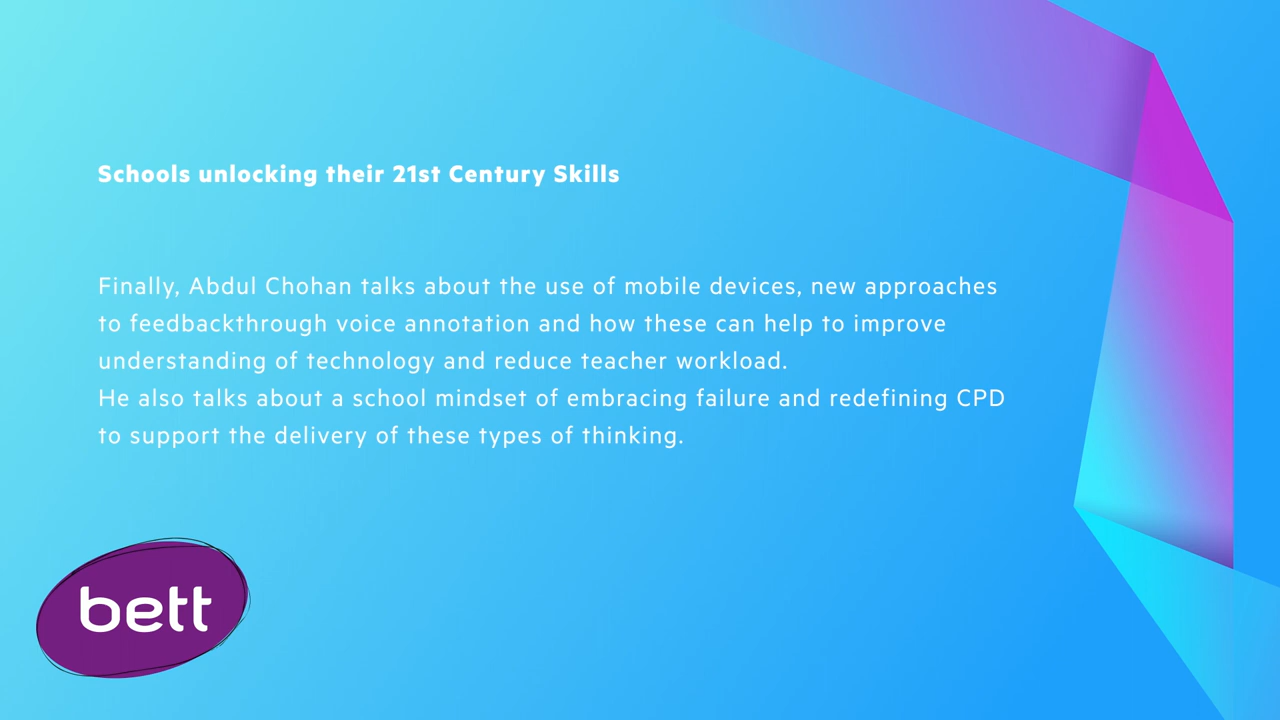 Schools unlocking their 21st Century Skills
Finally, Abdul Chohan talks about the use of mobile devices, new approaches
to feedbackthrough voice annotation and how these can help to improve
understanding of technology and reduce teacher workload.
He also talks about a school mindset of embracing failure and redefining CPD
to support the delivery of these types of thinking.
bett